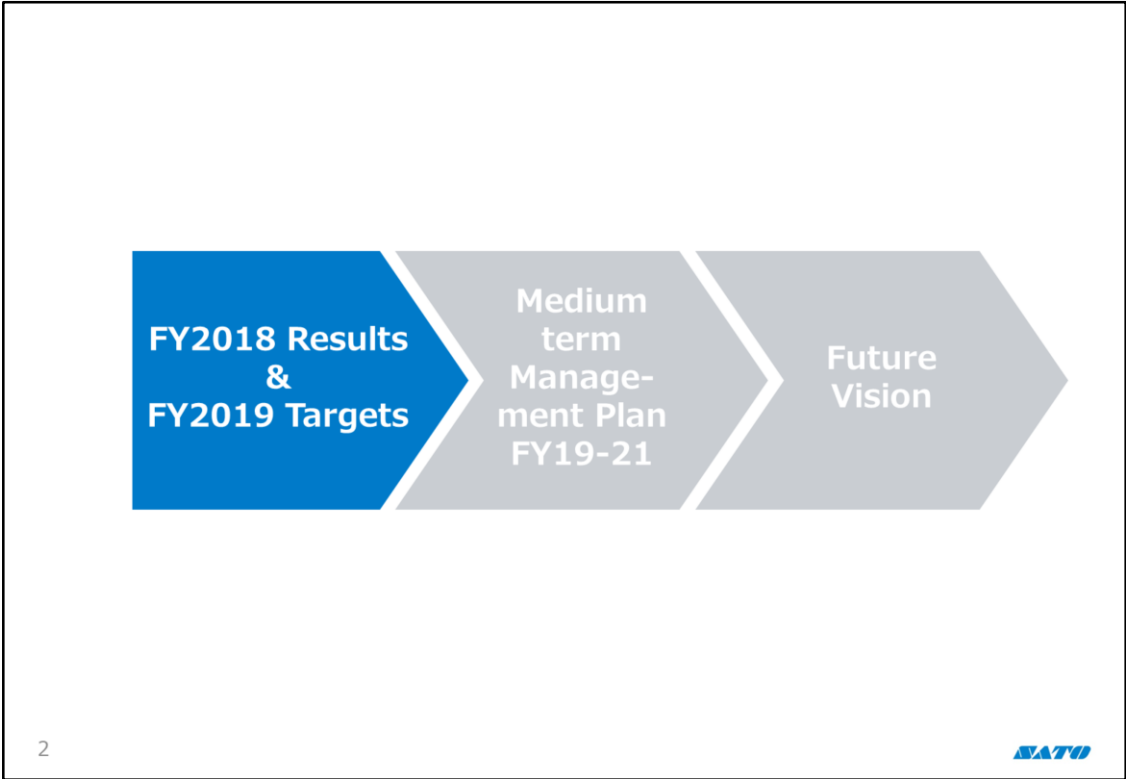 FY2018 Results
&
FY2019 Targets
Medium
term
Manage-
ment Plan
FY19-21
Future
Vision
2
SATO